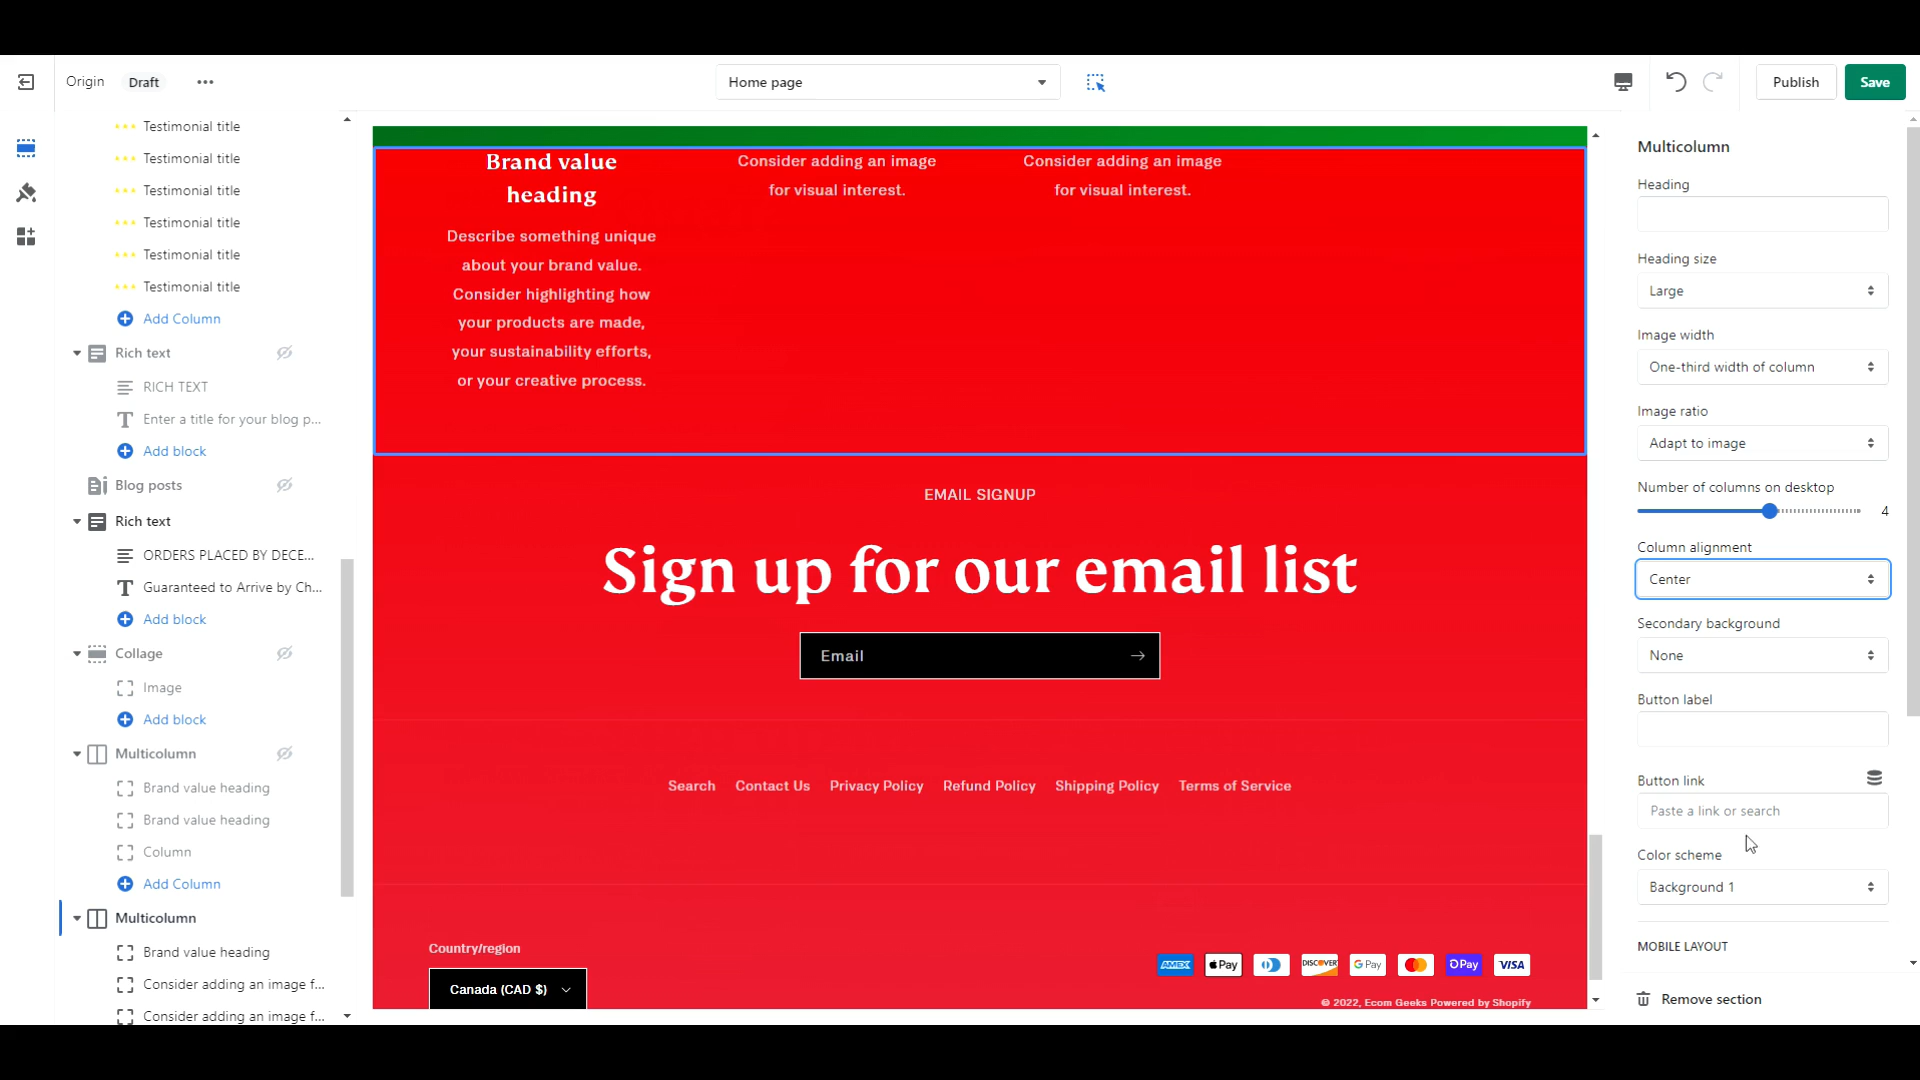 Origin
Draft
Home page
Publish
Save
Testimonial title
Testimonial title
Testimonial title
Testimonial title
Testimonial title
Testimonial title
Add Column
Rich text
RICH TEXT
Enter a title for your blog p...
Add block
Blog posts
Rich text
ORDERS PLACED BY DECE...
Guaranteed to Arrive by Ch...
Add block
Collage
Image
Add block
Multicolumn
Brand value heading
Brand value heading
Column
Add Column
Multicolumn
Brand value heading
Consider adding an image f...
Consider adding an image f...
Brand value
heading
Describe something unique
about your brand value.
Consider highlighting how
your products are made,
your sustainability efforts,
or your creative process.
Consider adding an image
for visual interest.
Consider adding an image
for visual interest.
EMAIL SIGNUP
Sign up for our email list
Email
Search Contact Us Privacy Policy Refund Policy Shipping Policy Terms of Service
Country/region
Canada (CAD $)
AMEX Pay DISCOVER G Pay OPay VISA
© 2022, Ecom Geeks Powered by Shopify
Multicolumn
Heading
Heading size
Large
Image width
One-third width of column
Image ratio
Adapt to image
Number of columns on desktop
4
Column alignment
Center
Secondary background
None
Button label
Button link
Paste a link or search
Color scheme
Background 1
MOBILE LAYOUT
Remove section